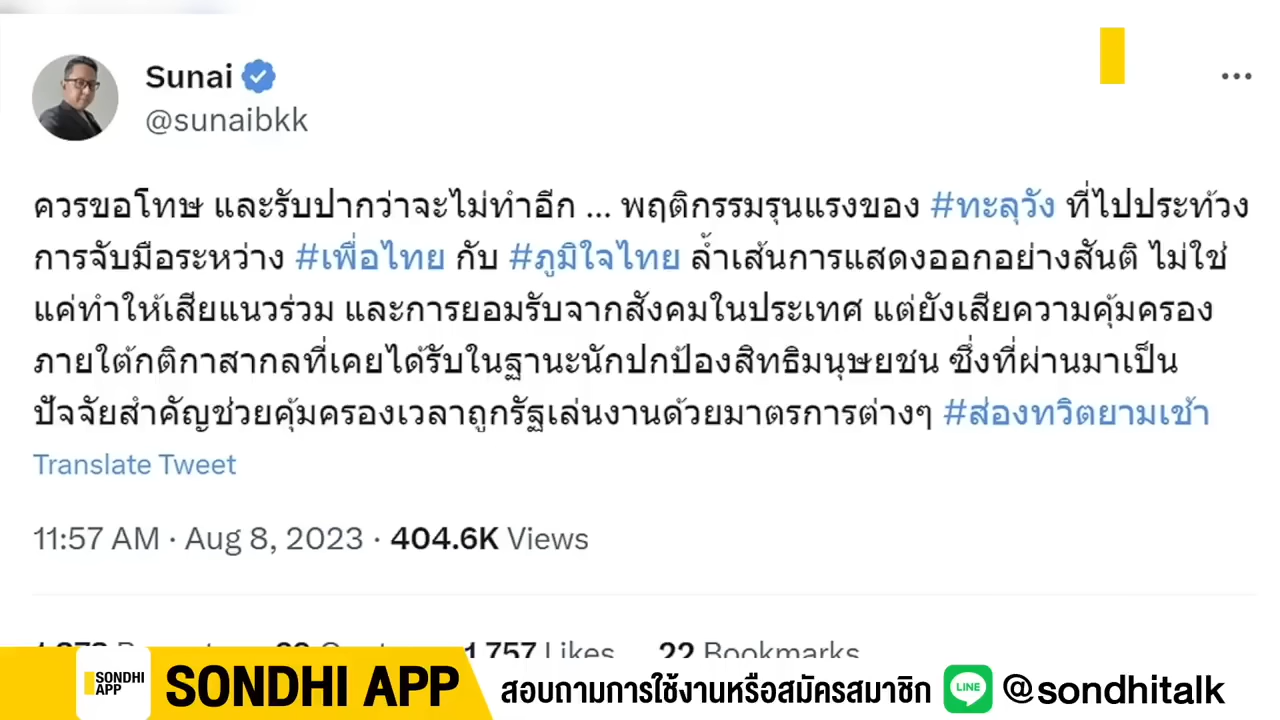 Sunai
@sunaibkk
ควรขอโทษ และรับปากว่าจะไม่ทำอีก ... พฤติกรรมรุนแรงของ #ทะลุวัง ที่ไปประท้วง
การจับมือระหว่าง #เพื่อไทย กับ #ภูมิใจไทย ล้ำเส้นการแสดงออกอย่างสันติ ไม่ใช่
แค่ทำให้เสียแนวร่วม และการยอมรับจากสังคมในประเทศ แต่ยังเสียความคุ้มครอง
ภายใต้กติกาสากลที่เคยได้รับในฐานะนักปกป้องสิทธิมนุษยชน ซึ่งที่ผ่านมาเป็น
ปัจจัยสำคัญช่วยคุ้มครองเวลาถูกรัฐเล่นงานด้วยมาตรการต่างๆ #ส่องทวิตยามเช้า
Translate Tweet
11:57 AM · Aug 8, 2023 · 404.6K Views
1,757 Likes 22 Bookmarks
SONDHI APP
SONDHI APP สอบถามการใช้งานหรือสมัครสมาชิก LINE @sondhitalk